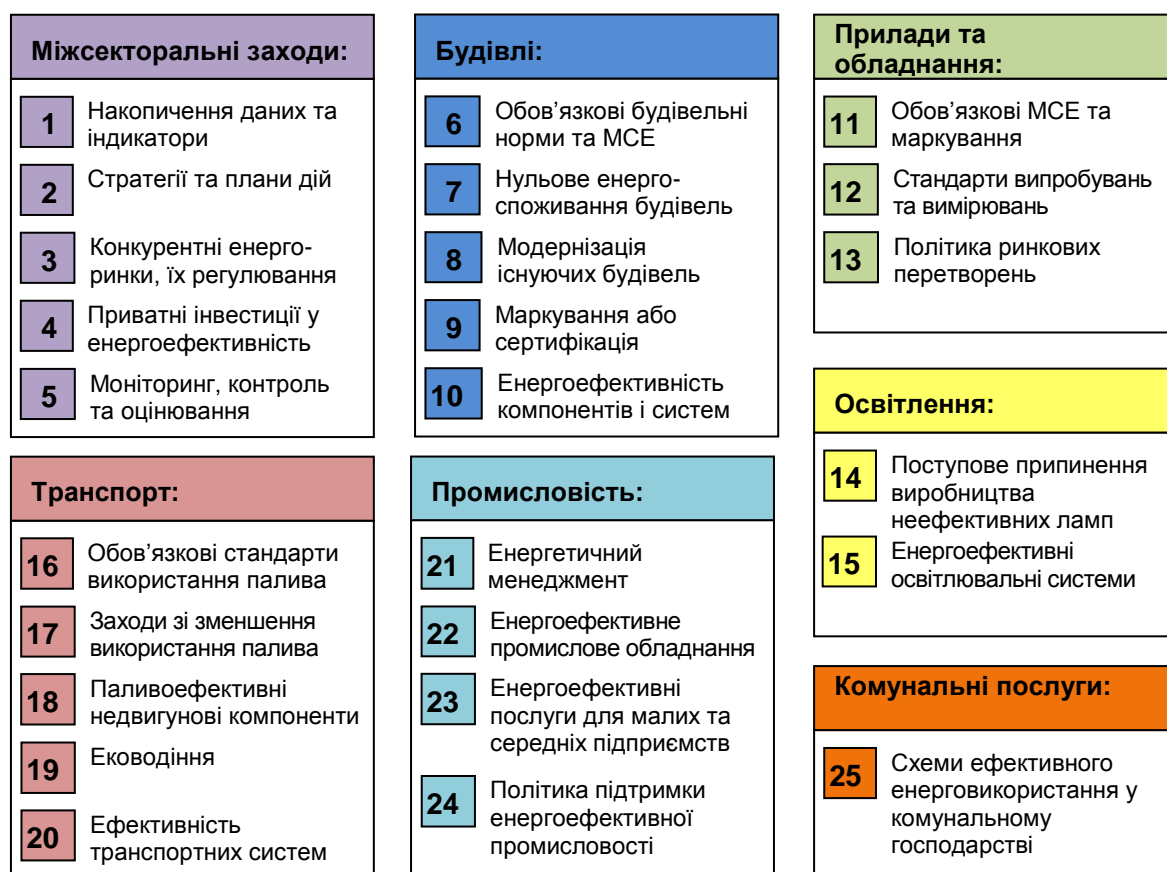 Міжсекторальні заходи:
1
Накопичення даних та
індикатори
2
Стратегії та плани дій
3
Конкурентні енерго-
ринки, їх регулювання
4
Приватні інвестиції у
енергоефективність
5
Моніторинг, контроль
та оцінювання
Будівлі:
6
Обов’язкові будівельні
норми та МСЕ
7
Нульове енерго-
споживання будівель
8
Модернізація
існуючих будівель
9
Маркування або
сертифікація
10
Енергоефективність
компонентів і систем
Прилади та
обладнання:
11
Обов’язкові МСЕ та
маркування
12
Стандарти випробувань
та вимірювань
13
Політика ринкових
перетворень
Освітлення:
14
Поступове припинення
виробництва
неефективних ламп
15
Енергоефективні
освітлювальні системи
Транспорт:
16
Обов’язкові стандарти
використання палива
17
Заходи зі зменшення
використання палива
18
Паливоефективні
недвигунові компоненти
19
Еководіння
20
Ефективність
транспортних систем
Промисловість:
21
Енергетичний
менеджмент
22
Енергоефективне
промислове обладнання
23
Енергоефективні
послуги для малих та
середніх підприємств
24
Політика підтримки
енергоефективної
промисловості
Комунальні послуги:
25
Схеми ефективного
енерговикористання у
комунальному
господарстві